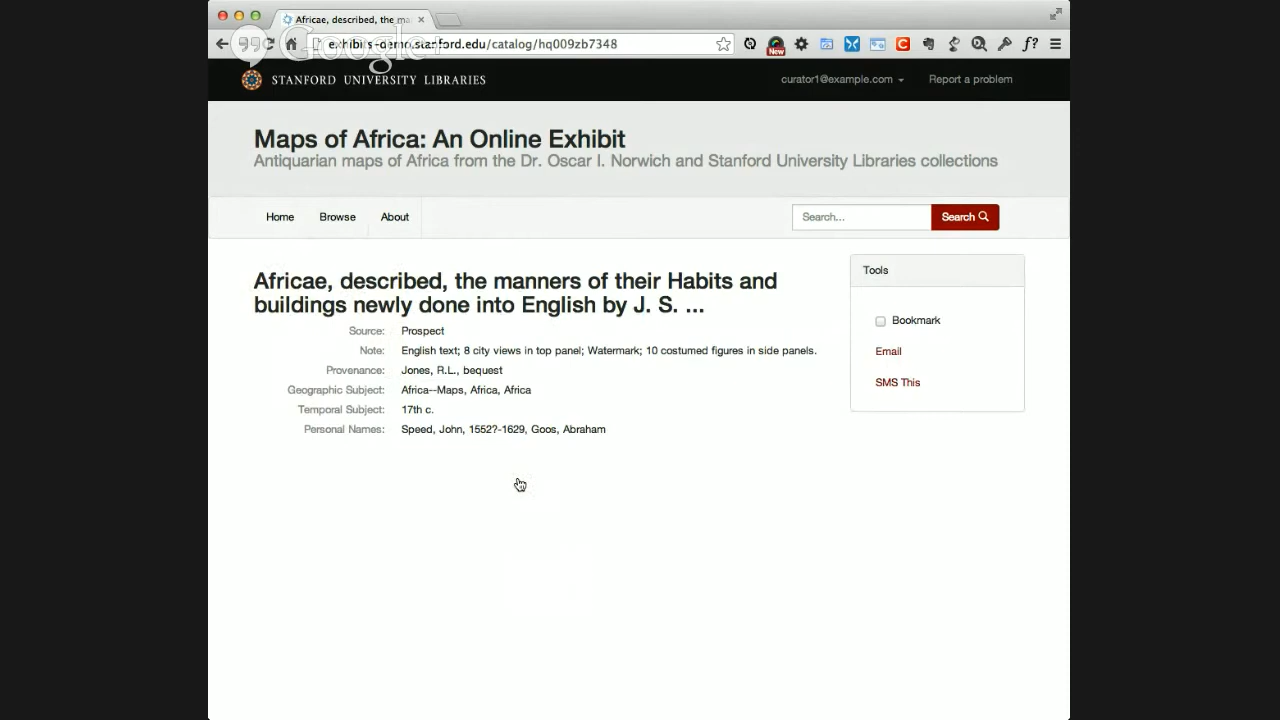 Africae, described, the ma
exhibits-demo.stanford.edu/catalog/hq009zb7348
Google+
New
f?
STANFORD UNIVERSITY LIBRARIES
curator1@example.com
Report a problem
Maps of Africa: An Online Exhibit
Antiquarian maps of Africa from the Dr. Oscar I. Norwich and Stanford University Libraries collections
Home
Browse
About
Search...
Search
Africae, described, the manners of their Habits and
buildings newly done into English by J. S. ...
Source: Prospect
Note: English text; 8 city views in top panel; Watermark; 10 costumed figures in side panels.
Provenance: Jones, R.L., bequest
Geographic Subject: Africa--Maps, Africa, Africa
Temporal Subject: 17th c.
Personal Names: Speed, John, 1552?-1629, Goos, Abraham
Tools
Bookmark
Email
SMS This